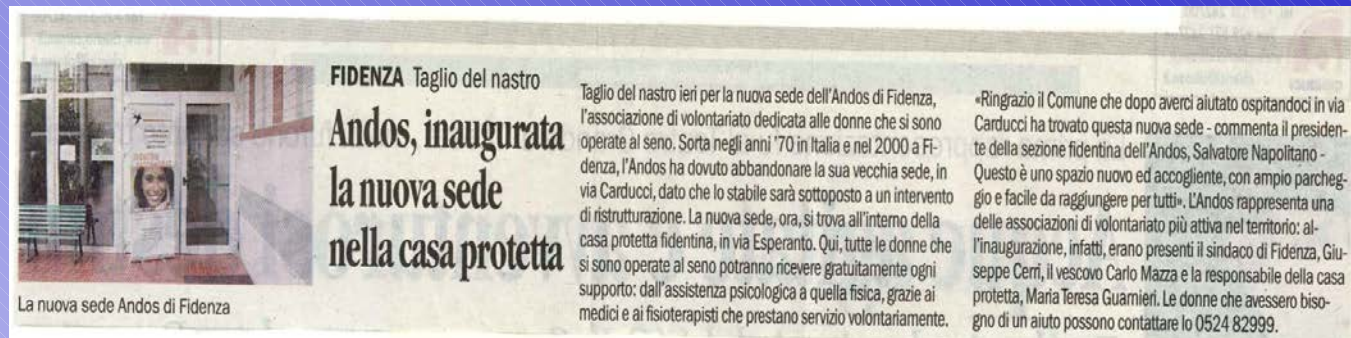 FIDENZA Taglio del nastro
Andos, inaugurata
la nuova sede
nella casa protetta
La nuova sede Andos di Fidenza
Taglio del nastro ieri per la nuova sede dell'Andos di Fidenza,
l'associazione di volontariato dedicata alle donne che si sono
operate al seno. Sorta negli anni '70 in Italia e nel 2000 a Fi-
denza, l'Andos ha dovuto abbandonare la sua vecchia sede, in
via Carducci, dato che lo stabile sarà sottoposto a un intervento
di ristrutturazione. La nuova sede, ora, si trova all'interno della
casa protetta fidentina, in via Esperanto. Qui, tutte le donne che
si sono operate al seno potranno ricevere gratuitamente ogni
supporto: dall'assistenza psicologica a quella fisica, grazie ai
medici e ai fisioterapisti che prestano servizio volontariamente.
«Ringrazio il Comune che dopo averci aiutato ospitandoci in via
Carducci ha trovato questa nuova sede - commenta il presiden-
te della sezione fidentina dell'Andos, Salvatore Napolitano -
Questo è uno spazio nuovo ed accogliente, con ampio parcheg-
gio e facile da raggiungere per tutti». L'Andos rappresenta una
delle associazioni di volontariato più attiva nel territorio: al-
l'inaugurazione, infatti, erano presenti il sindaco di Fidenza, Giu-
seppe Cerri, il vescovo Carlo Mazza e la responsabile della casa
protetta, Maria Teresa Guarnieri. Le donne che avessero biso-
gno di un aiuto possono contattare lo 0524 82999.